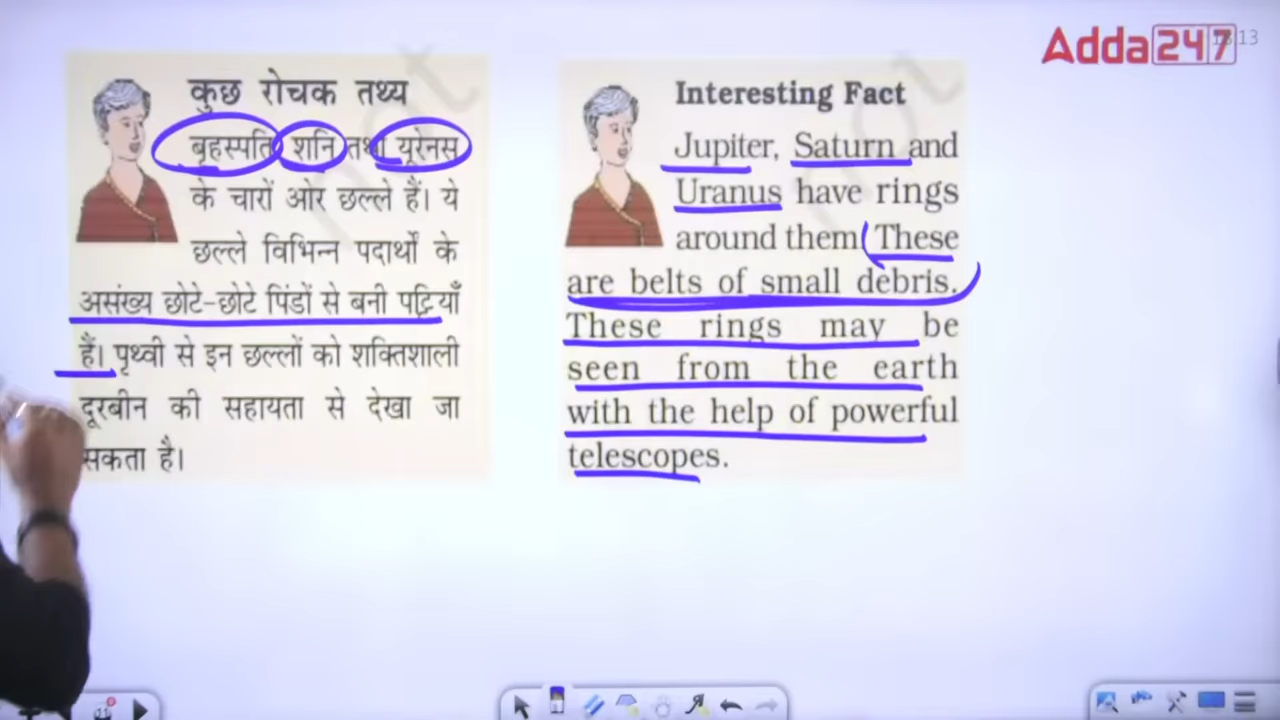 Adda247
कुछ रोचक तथ्य
बृहस्पति शनि तथा यूरेनस
के चारों ओर छल्ले हैं। ये
छल्ले विभिन्न पदार्थों के
असंख्य छोटे-छोटे पिंडों से बनी पट्टियाँ
हैं। पृथ्वी से इन छल्लों को शक्तिशाली
दूरबीन की सहायता से देखा जा
सकता है।
Interesting Fact
Jupiter, Saturn and
Uranus have rings
around them. These
are belts of small debris.
These rings may be
seen from the earth
with the help of powerful
telescopes.